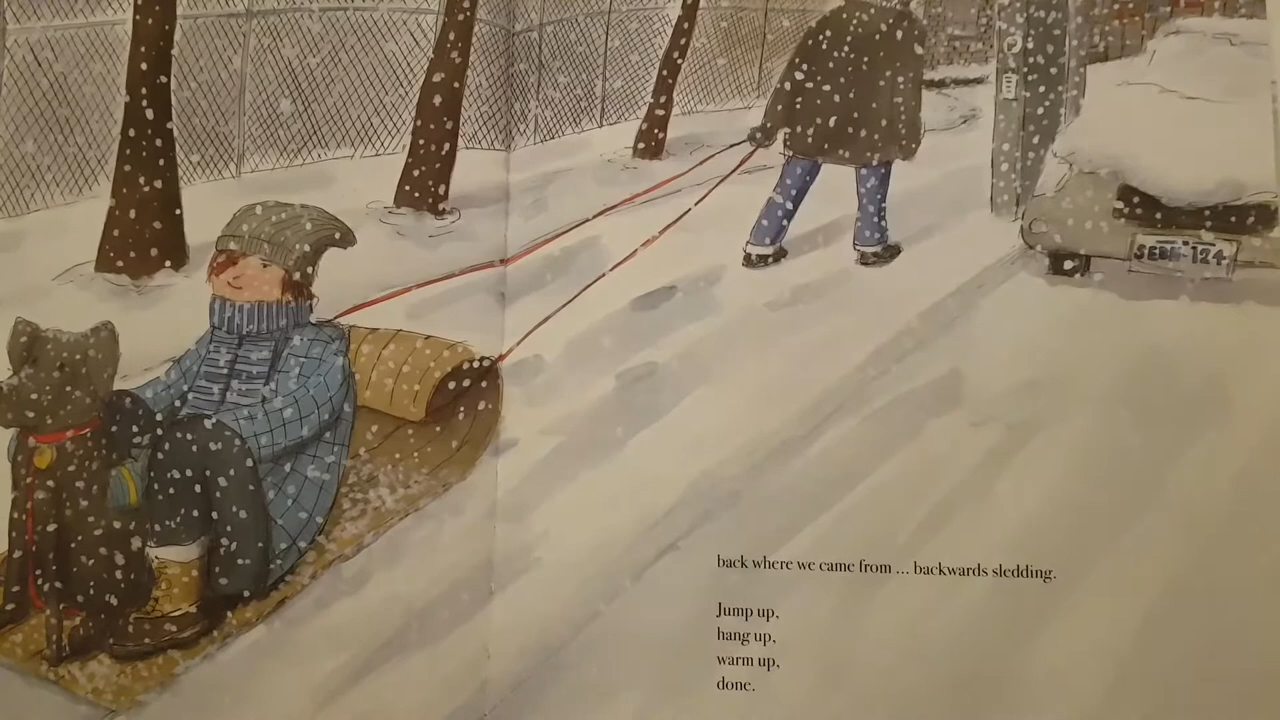 back where we came from ... backwards sledding.
Jump up,
hang up,
warm up,
done.